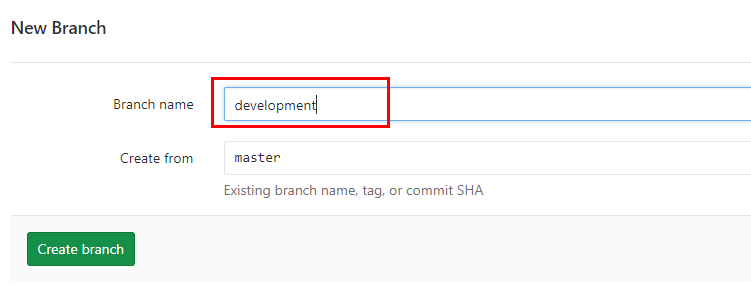 New Branch
Branch name
development
Create from
master
Existing branch name, tag, or commit SHA
Create branch